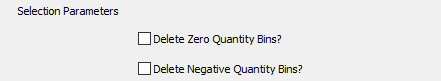 Selection Parameters
Delete Zero Quantity Bins?
Delete Negative Quantity Bins?